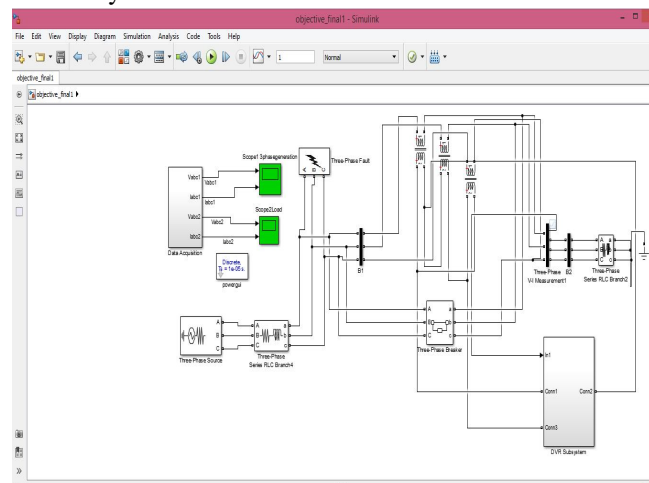 objective_final1 - Simulink
File Edit View Display Diagram Simulation Analysis Code Tools Help
1
Normal
objective_final1
objective_final1
Scope1 3phasegeneration
Three-Phase Fault
A B C
Vabc1
Vabc1
Iabc1
Iabc1
Scope2Load
Vabc2
Vabc2
Iabc2
Iabc2
Data Acquistion
Discrete,
Ts = 1e-05 s.
powergui
B1
A
B
C
Three-Phase Source
A a
B b
C c
Three-Phase
Series RLC Branch4
A a
B b
C c
Three-Phase Breaker
Three-Phase
V-I Measurement1
B2
A a
B b
C c
Three-Phase
Series RLC Branch2
In1
Conn1
Conn2
Conn3
DVR Subsystem